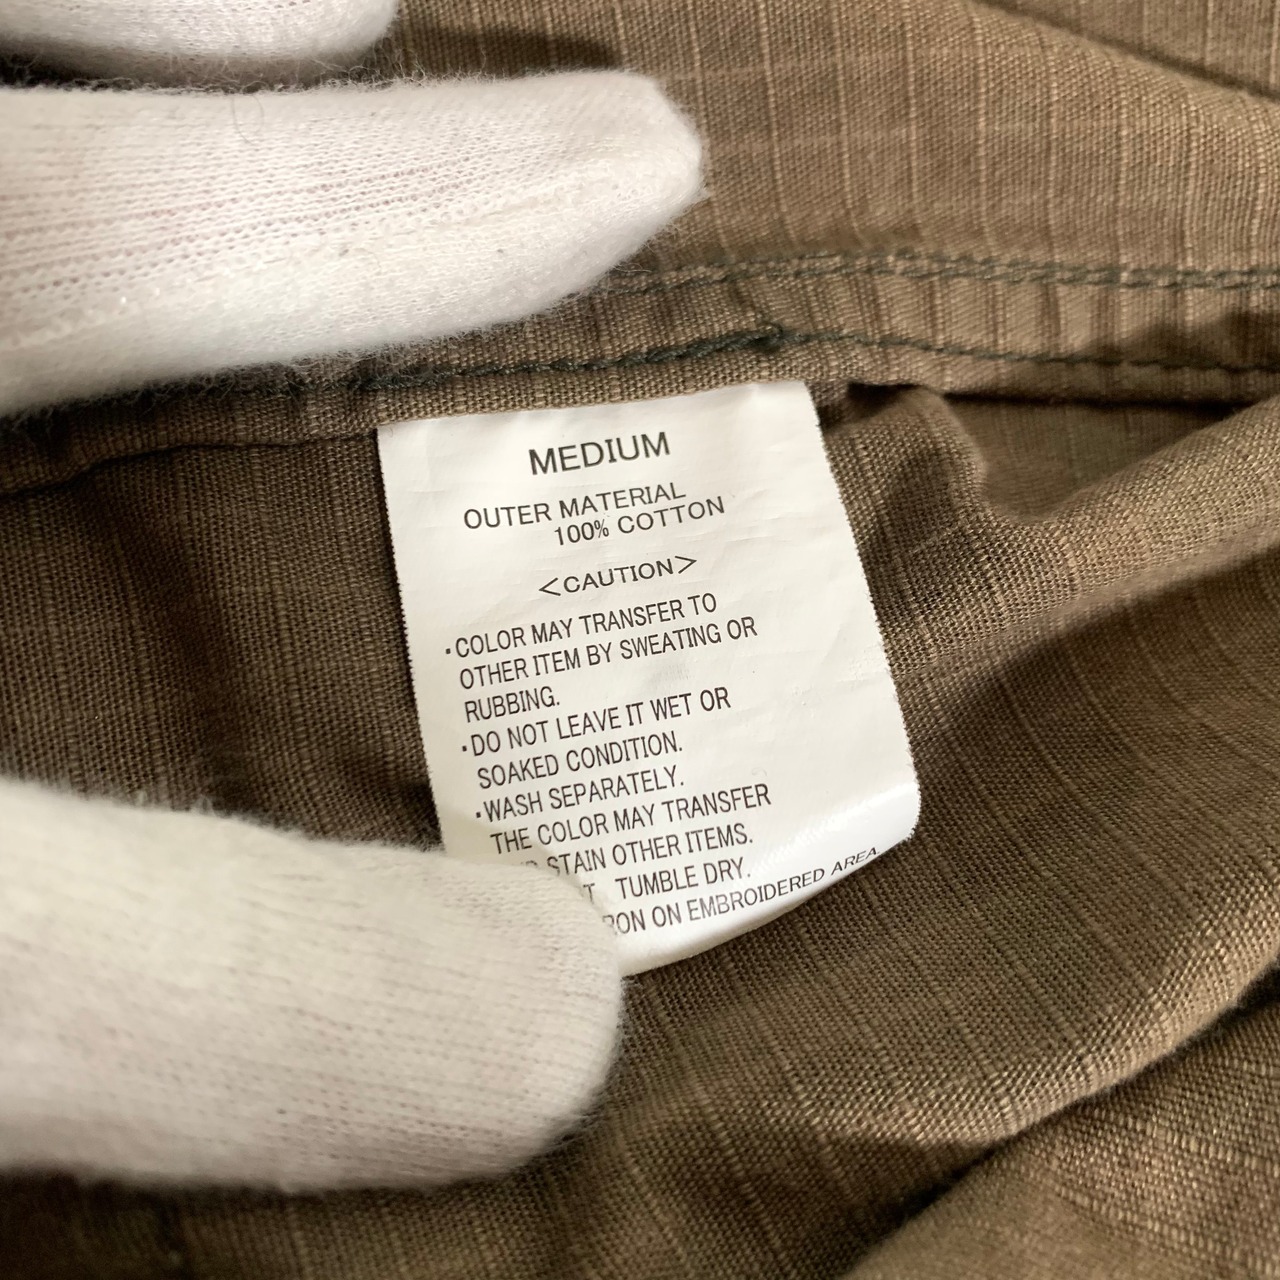 MEDIUM
OUTER MATERIAL
100% COTTON
<CAUTION>
・COLOR MAY TRANSFER TO
OTHER ITEM BY SWEATING OR
RUBBING.
・DO NOT LEAVE IT WET OR
SOAKED CONDITION.
・WASH SEPARATELY.
THE COLOR MAY TRANSFER
STAIN OTHER ITEMS.
TUMBLE DRY.
ON EMBROIDERED AREA.